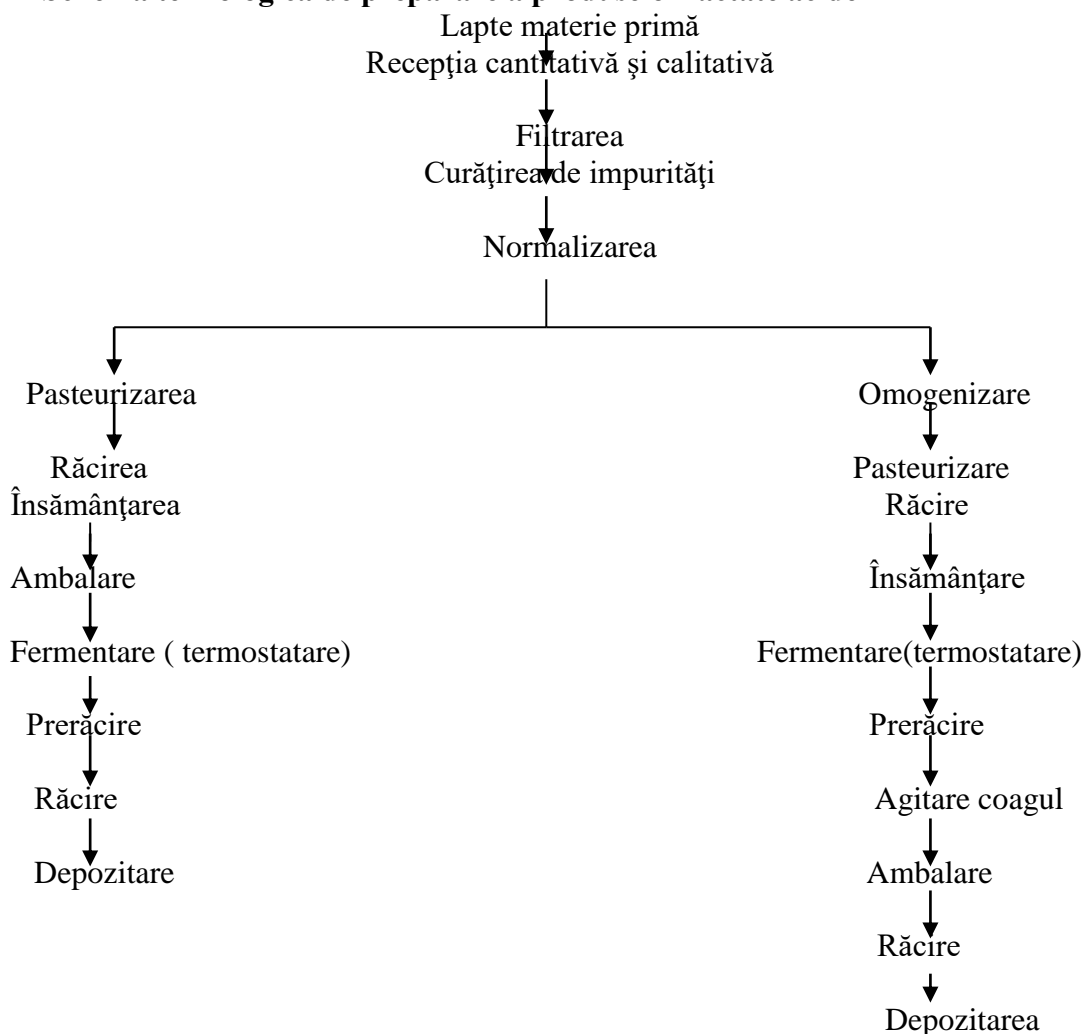 Lapte materie primă
Recepţia cantitativă şi calitativă
Filtrarea
Curăţirea de impurităţi
Normalizarea
Pasteurizarea
Răcirea
Însămânţarea
Ambalare
Fermentare ( termostatare)
Prerăcire
Răcire
Depozitare
Omogenizare
Pasteurizare
Răcire
Însămânţare
Fermentare(termostatare)
Prerăcire
Agitare coagul
Ambalare
Răcire
Depozitarea